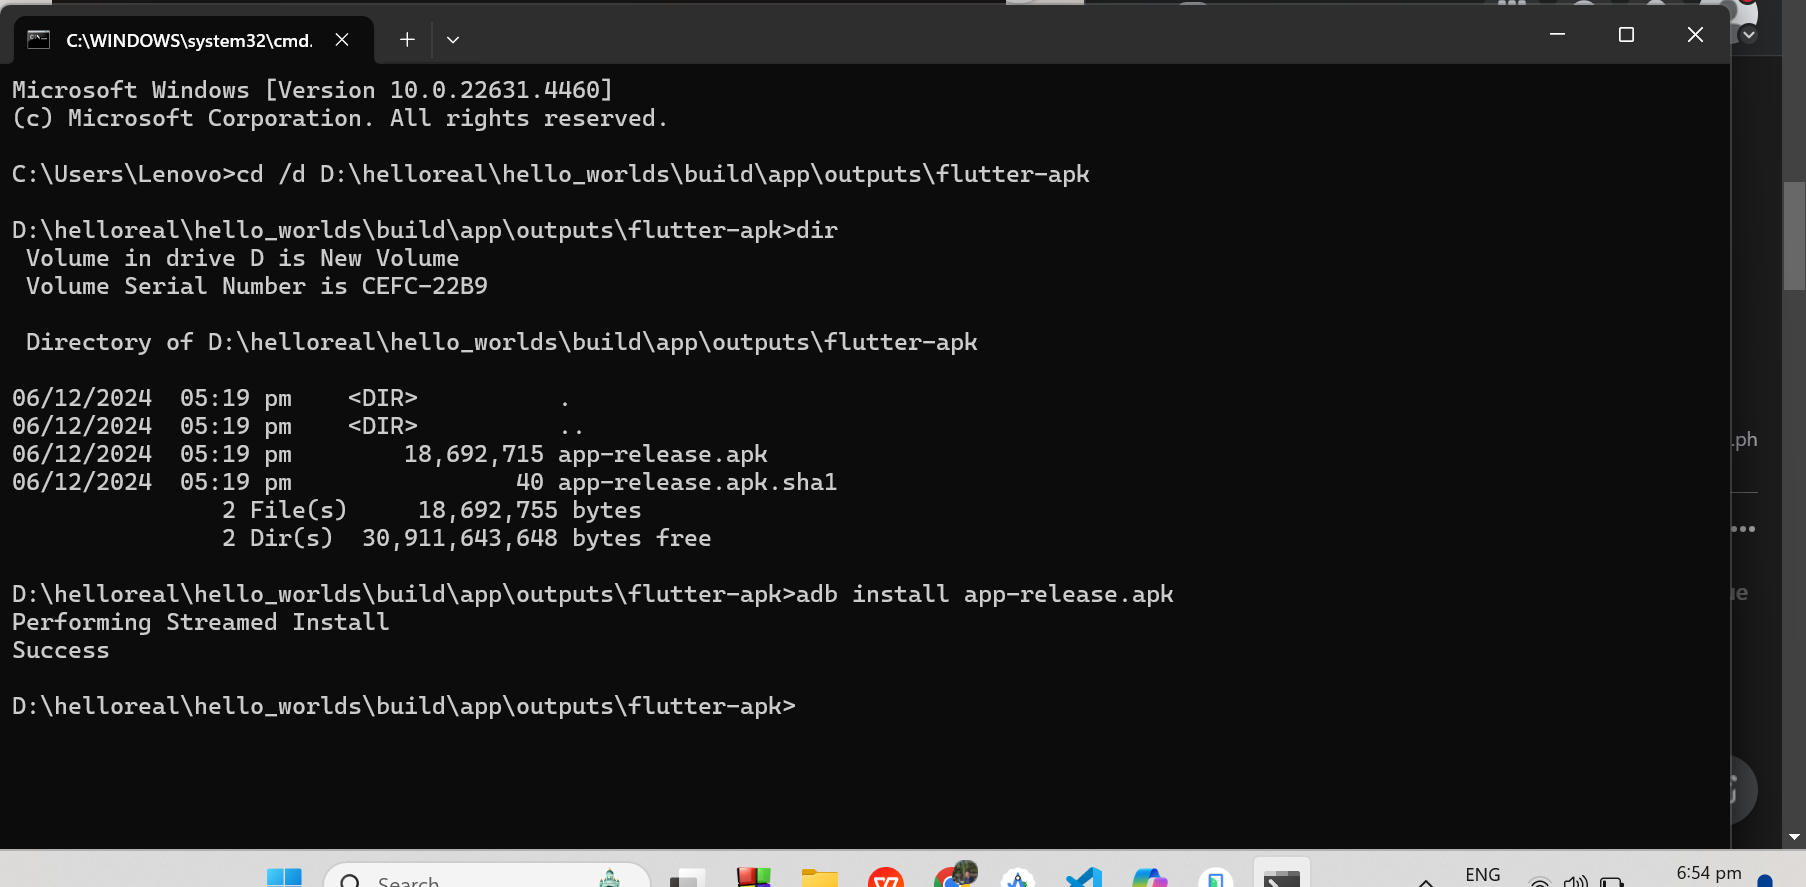 C:\WINDOWS\system32\cmd.
Microsoft Windows [Version 10.0.22631.4460]
(c) Microsoft Corporation. All rights reserved.
C:\Users\Lenovo>cd /d D:\helloreal\hello_worlds\build\app\outputs\flutter-apk
D:\helloreal\hello_worlds\build\app\outputs\flutter-apk>dir
Volume in drive D is New Volume
Volume Serial Number is CEFC-22B9
Directory of D:\helloreal\hello_worlds\build\app\outputs\flutter-apk
06/12/2024  05:19 pm    <DIR>          .
06/12/2024  05:19 pm    <DIR>          ..
06/12/2024  05:19 pm        18,692,715 app-release.apk
06/12/2024  05:19 pm                40 app-release.apk.sha1
2 File(s)     18,692,755 bytes
2 Dir(s)  30,911,643,648 bytes free
D:\helloreal\hello_worlds\build\app\outputs\flutter-apk>adb install app-release.apk
Performing Streamed Install
Success
D:\helloreal\hello_worlds\build\app\outputs\flutter-apk>
.ph
Search
ENG
6:54 pm